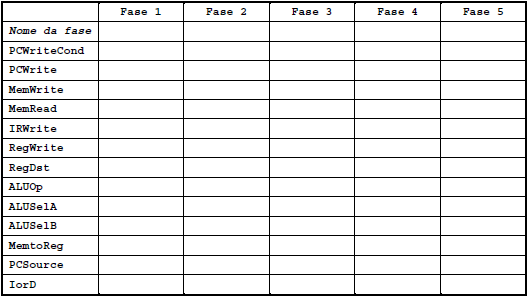 Fase 1 Fase 2 Fase 3 Fase 4 Fase 5
Nome da fase
PCWriteCond
PCWrite
MemWrite
MemRead
IRWrite
RegWrite
RegDst
ALUOp
ALUSelA
ALUSelB
MemtoReg
PCSource
IorD